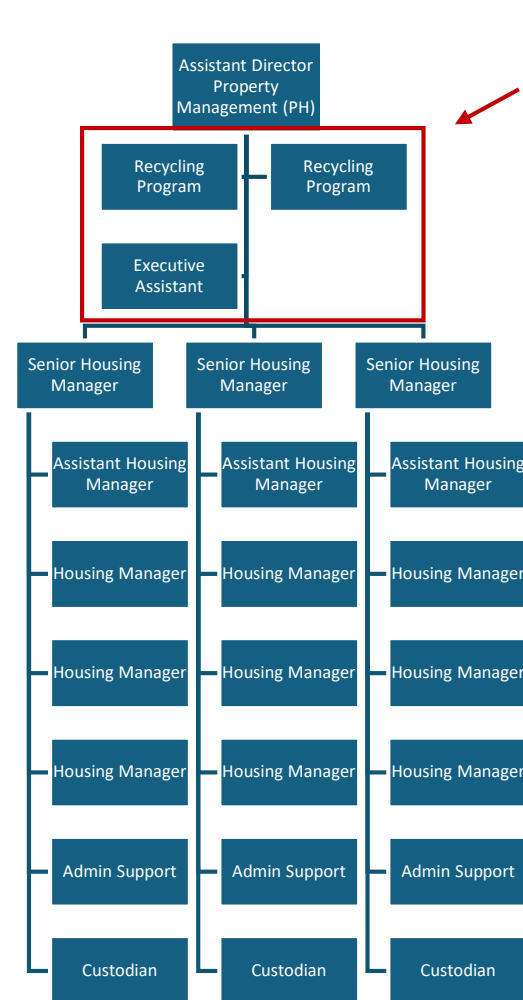 Assistant Director
Property
Management (PH)
Recycling
Program
Recycling
Program
Executive
Assistant
Senior Housing
Manager
Senior Housing
Manager
Senior Housing
Manager
Assistant Housing
Manager
Assistant Housing
Manager
Assistant Housing
Manager
Housing Manager
Housing Manager
Housing Manager
Housing Manager
Housing Manager
Housing Manager
Housing Manager
Housing Manager
Housing Manager
Admin Support
Admin Support
Admin Support
Custodian
Custodian
Custodian